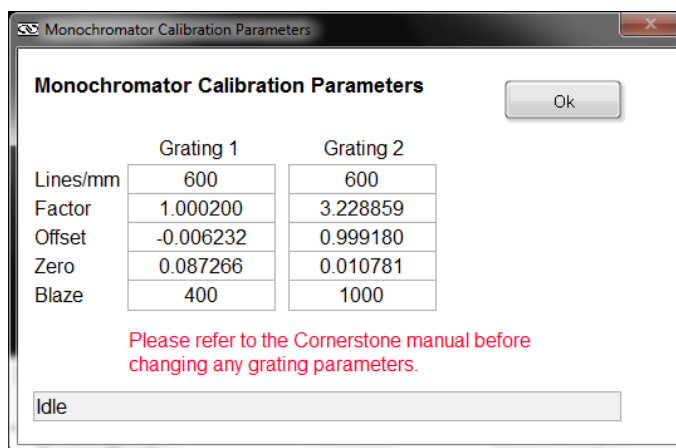 Monochromator Calibration Parameters
Monochromator Calibration Parameters
Ok
Grating 1 Grating 2
Lines/mm 600 600
Factor 1.000200 3.228859
Offset -0.006232 0.999180
Zero 0.087266 0.010781
Blaze 400 1000
Please refer to the Cornerstone manual before
changing any grating parameters.
Idle